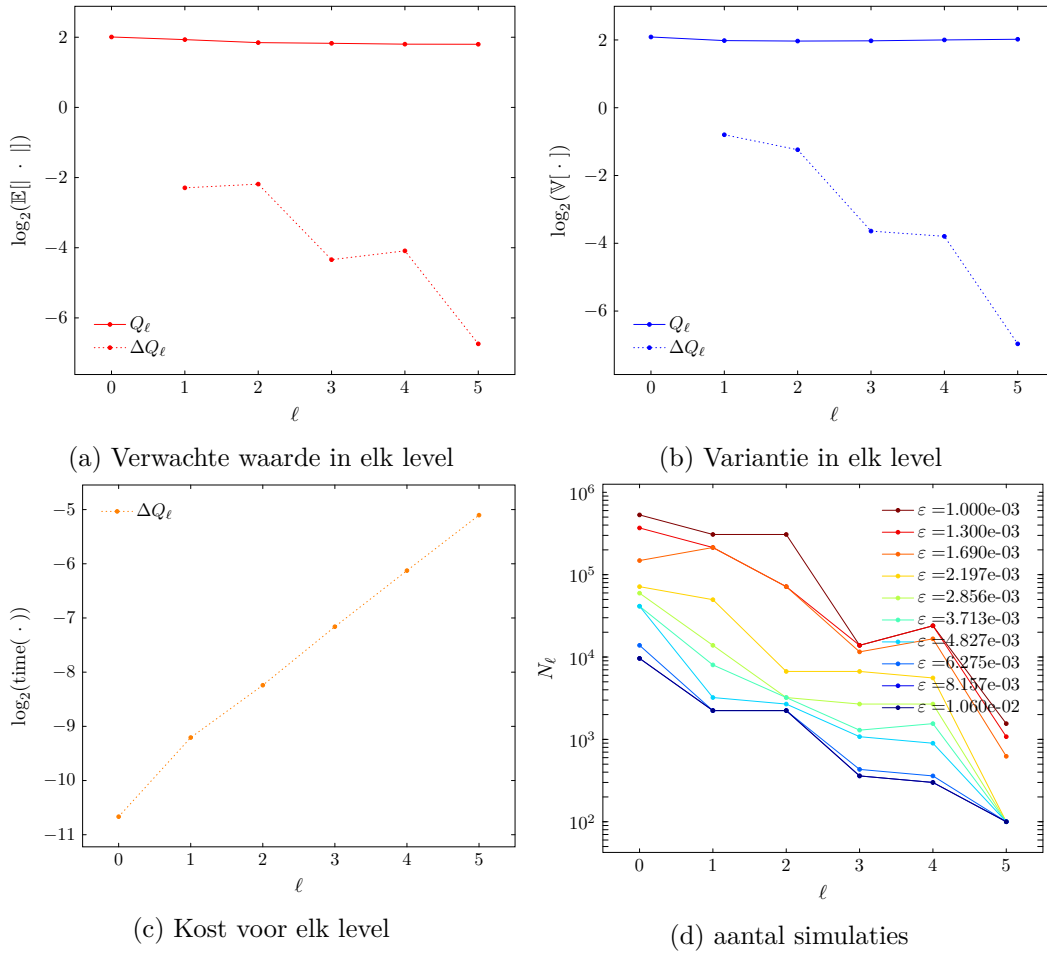 log₂(𝔼[| · |])
2
0
−2
−4
−6
Q_ℓ
ΔQ_ℓ
0 1 2 3 4 5
ℓ
(a) Verwachte waarde in elk level
log₂(𝕍[ · ])
2
0
−2
−4
−6
Q_ℓ
ΔQ_ℓ
0 1 2 3 4 5
ℓ
(b) Variantie in elk level
log₂(time( · ))
−5
−6
−7
−8
−9
−10
−11
ΔQ_ℓ
0 1 2 3 4 5
ℓ
(c) Kost voor elk level
N_ℓ
10⁶
10⁵
10⁴
10³
10²
ε =1.000e-03
ε =1.300e-03
ε =1.690e-03
ε =2.197e-03
ε =2.856e-03
ε =3.713e-03
ε =4.827e-03
ε =6.275e-03
ε =8.157e-03
ε =1.060e-02
0 1 2 3 4 5
ℓ
(d) aantal simulaties